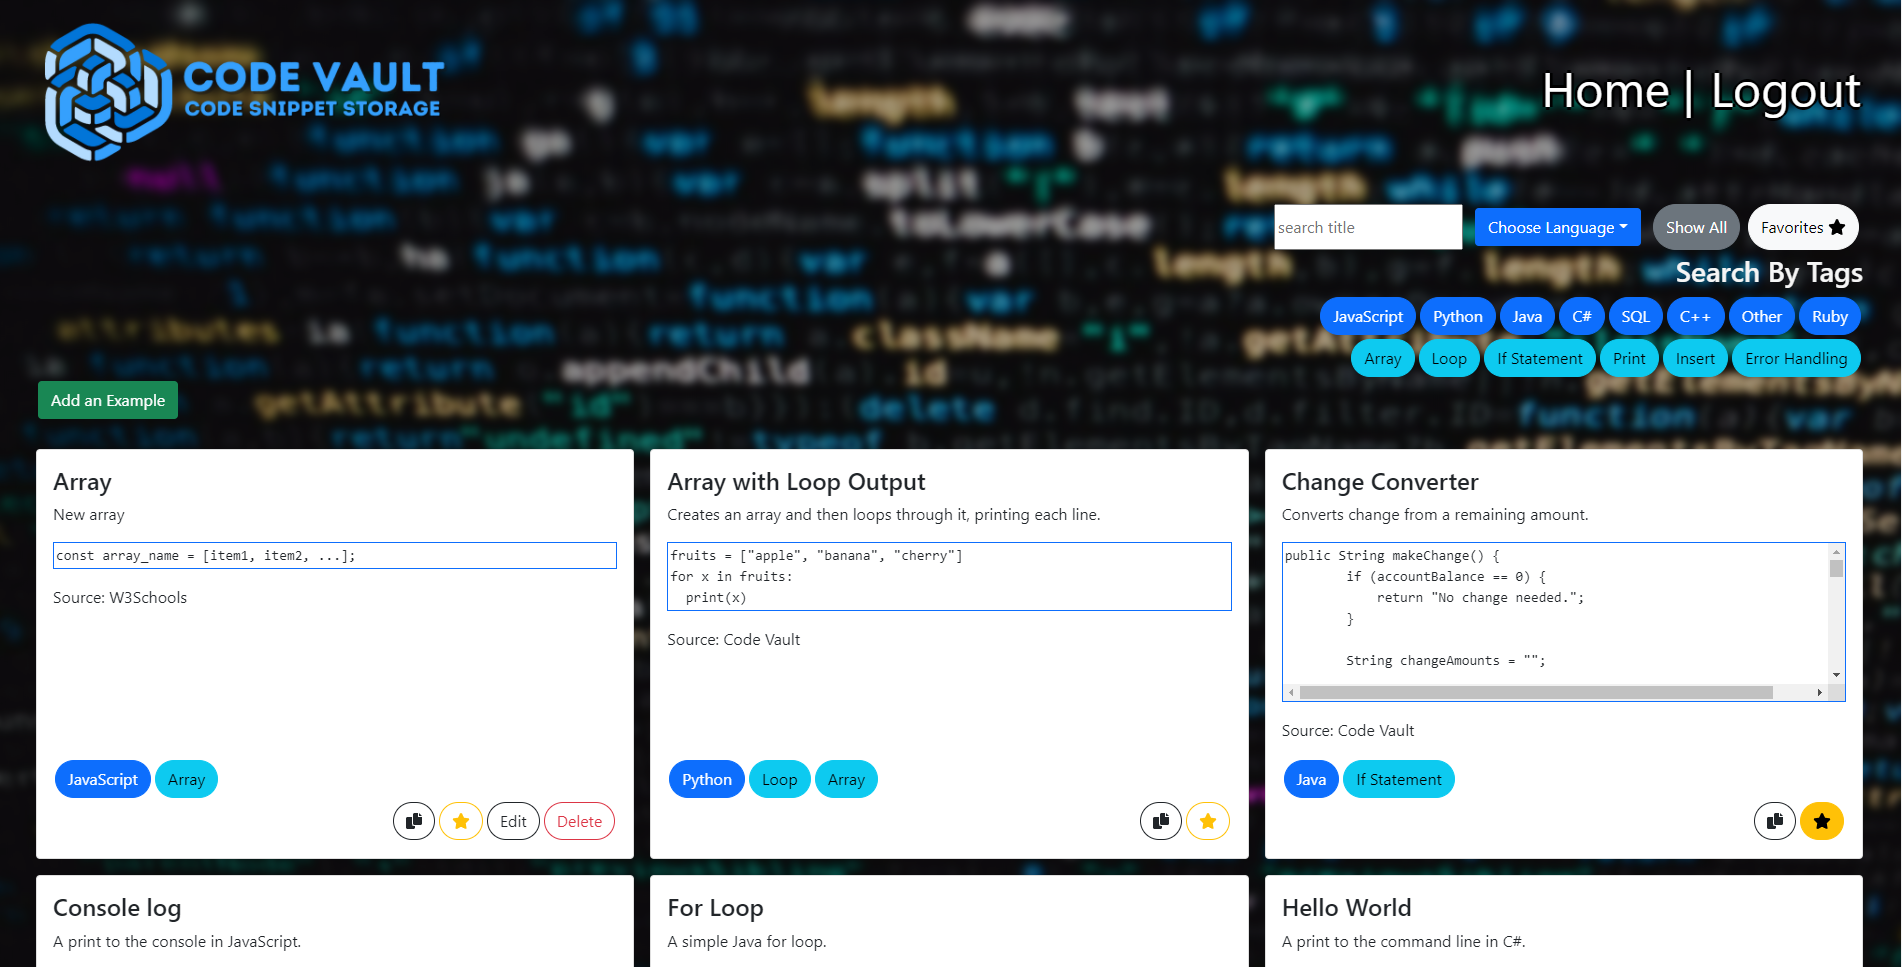 CODE VAULT
CODE SNIPPET STORAGE
Home | Logout
search title
Choose Language
Show All
Favorites
Search By Tags
JavaScript Python Java C# SQL C++ Other Ruby
Array Loop If Statement Print Insert Error Handling
Add an Example
Array
New array
const array_name = [item1, item2, ...];
Source: W3Schools
JavaScript Array
Edit Delete
Array with Loop Output
Creates an array and then loops through it, printing each line.
fruits = ["apple", "banana", "cherry"]
for x in fruits:
  print(x)
Source: Code Vault
Python Loop Array
Change Converter
Converts change from a remaining amount.
public String makeChange() {
        if (accountBalance == 0) {
            return "No change needed.";
        }
        String changeAmounts = "";
Source: Code Vault
Java If Statement
Console log
A print to the console in JavaScript.
For Loop
A simple Java for loop.
Hello World
A print to the command line in C#.